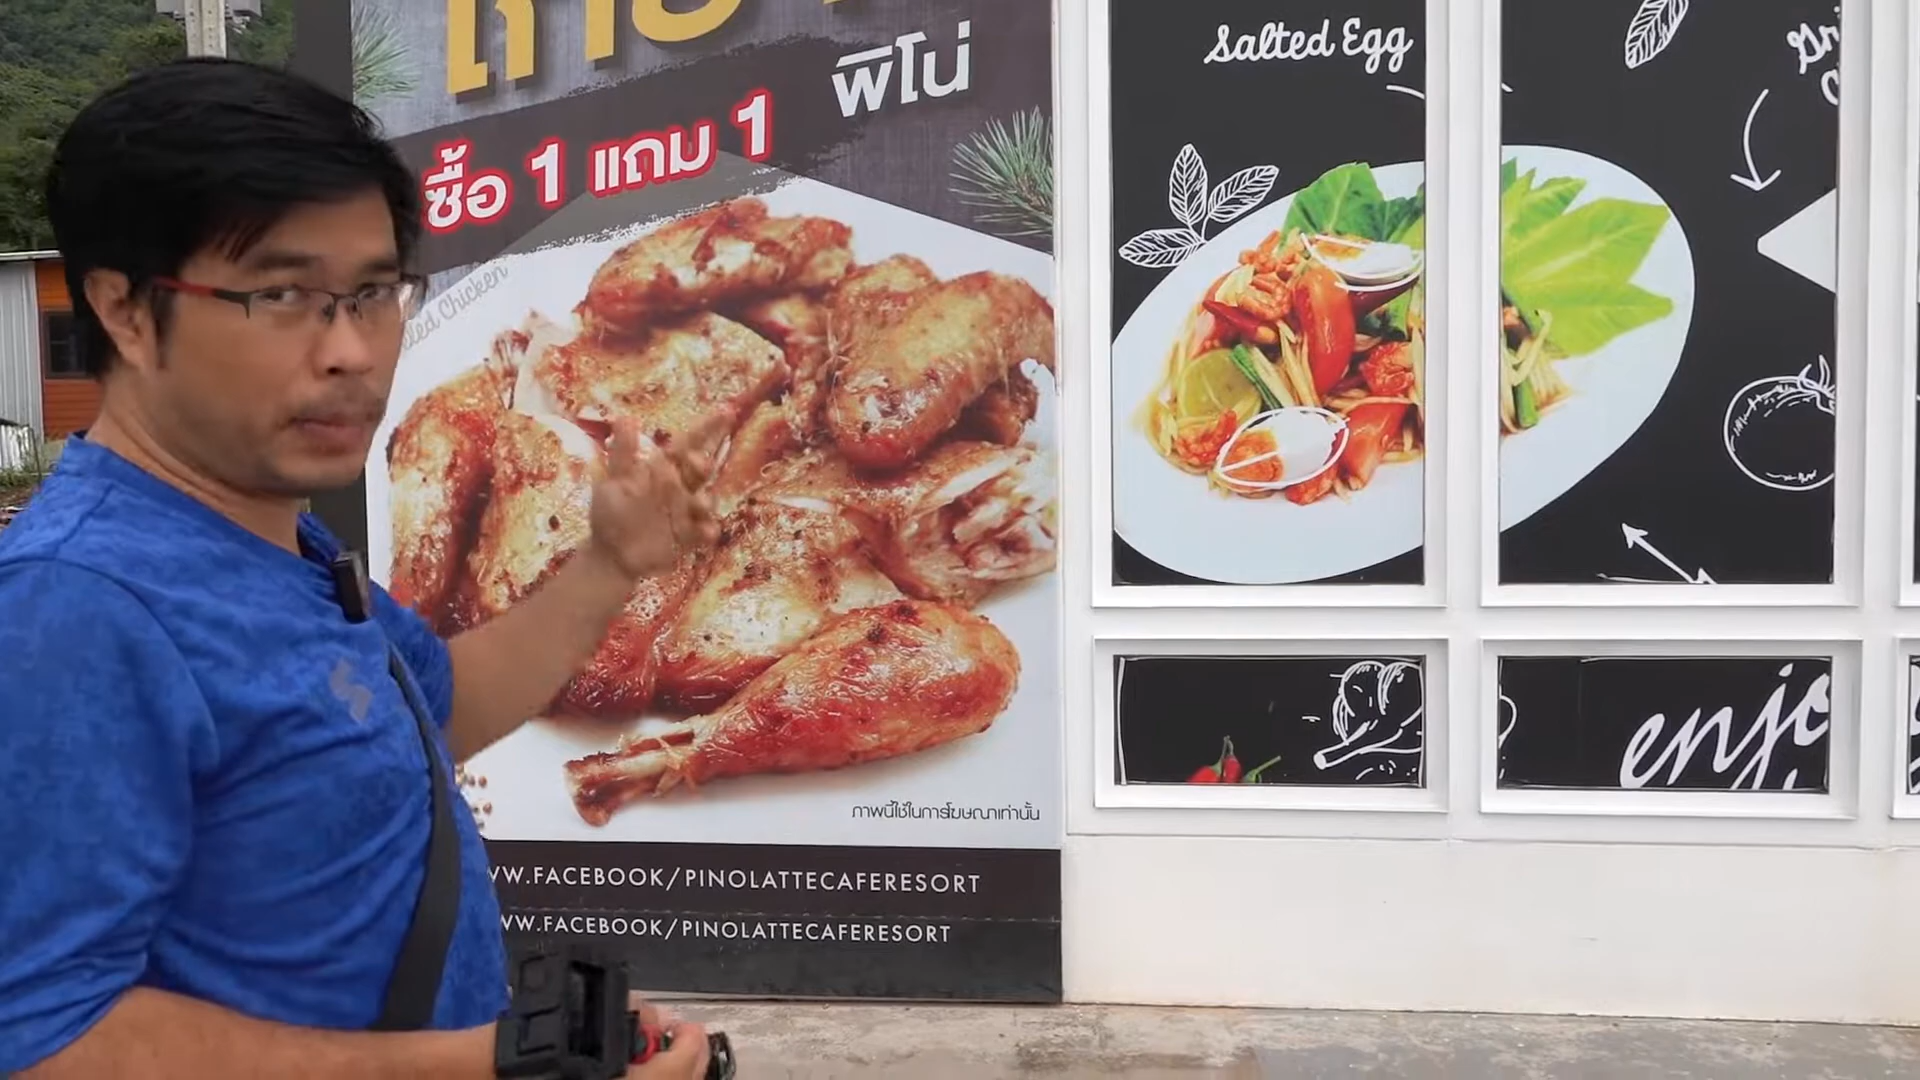 พิโน่
ซื้อ 1 แถม 1
ภาพนี้ใช้ในการโฆษณาเท่านั้น
WW.FACEBOOK/PINOLATTECAFERESORT
WW.FACEBOOK/PINOLATTECAFERESORT
Salted Egg
enjo